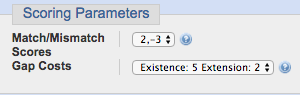 Scoring Parameters
Match/Mismatch 2,-3
Scores
Gap Costs Existence: 5 Extension: 2